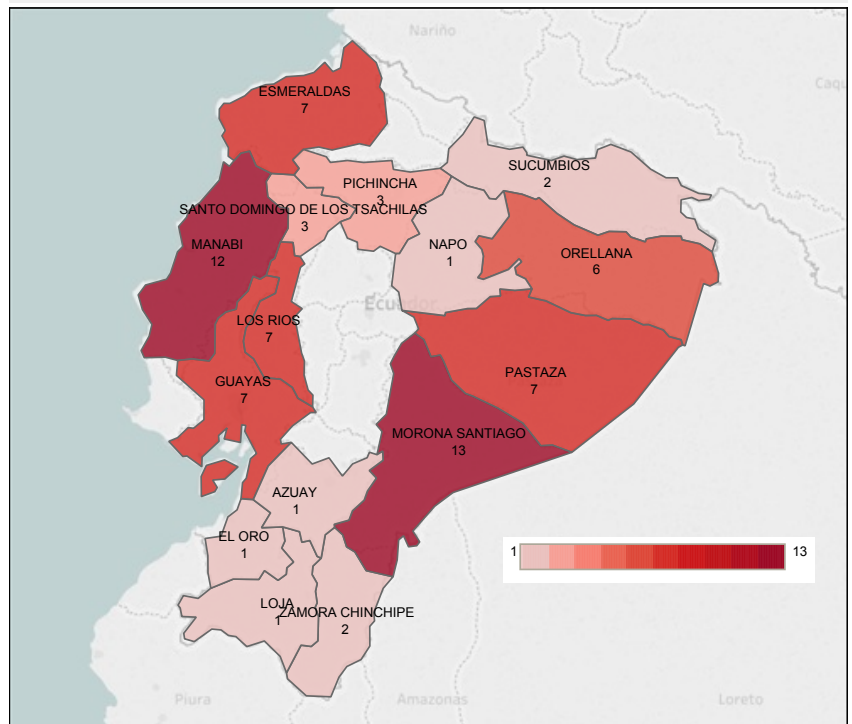 Nariño
Caqu
ESMERALDAS
7
SUCUMBIOS
2
PICHINCHA
3
SANTO DOMINGO DE LOS TSACHILAS
3
MANABI
12
NAPO
1
ORELLANA
6
Ecuador
LOS RIOS
7
GUAYAS
7
PASTAZA
7
MORONA SANTIAGO
13
AZUAY
1
EL ORO
1
1
13
LOJA
1
ZAMORA CHINCHIPE
2
Piura
Amazonas
Loreto